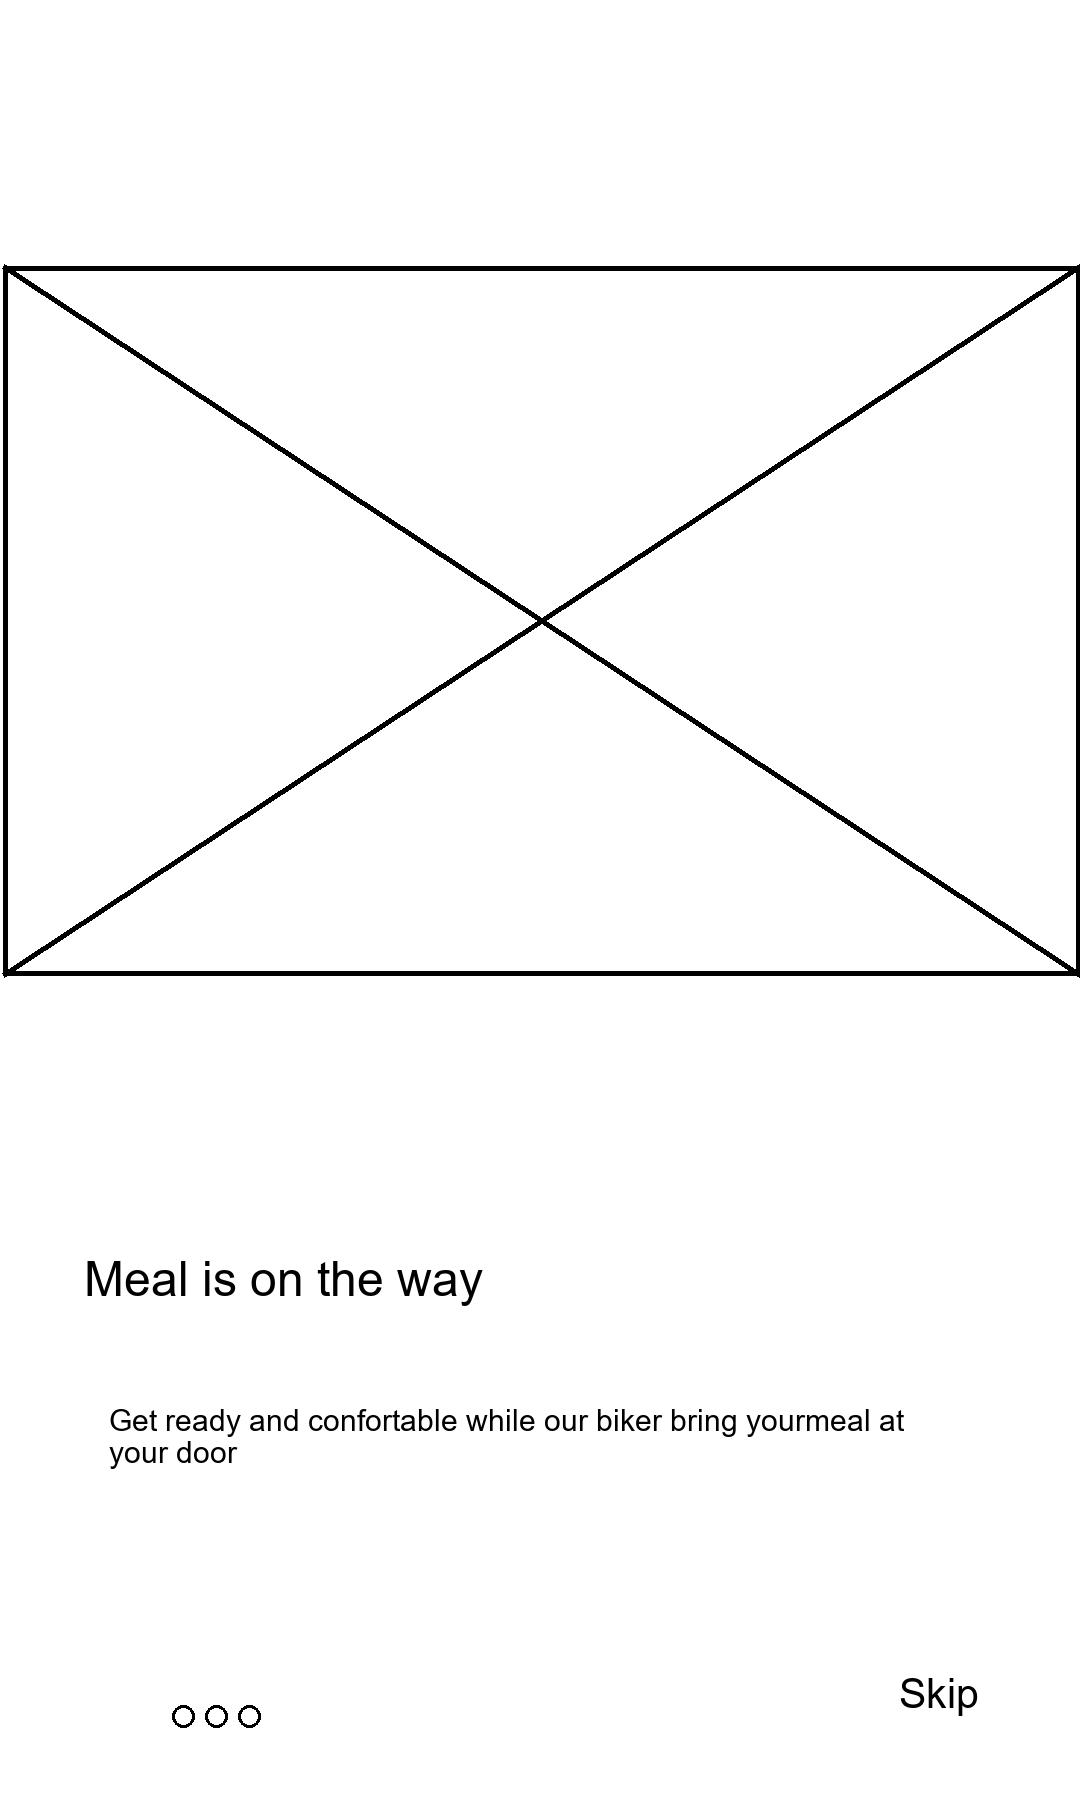 Meal is on the way
Get ready and confortable while our biker bring yourmeal at
your door
Skip